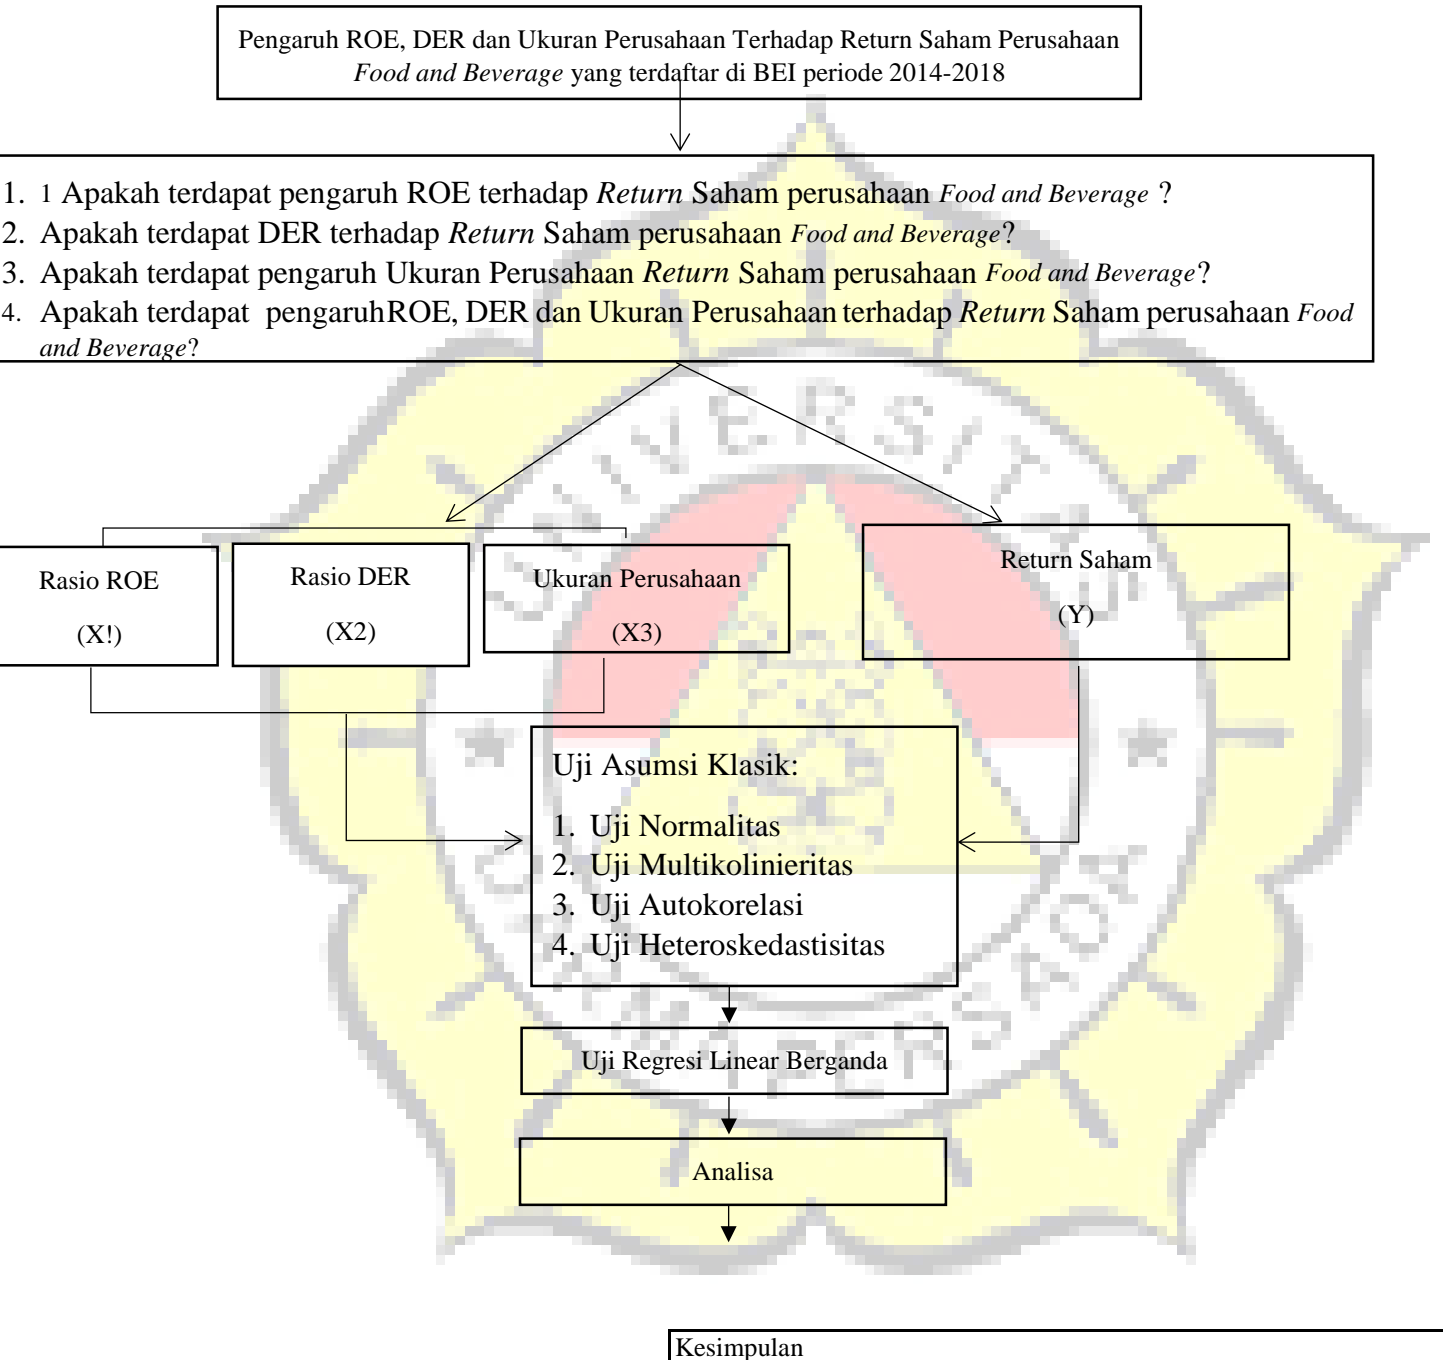 Pengaruh ROE, DER dan Ukuran Perusahaan Terhadap Return Saham Perusahaan
Food and Beverage yang terdaftar di BEI periode 2014-2018
1. 1 Apakah terdapat pengaruh ROE terhadap Return Saham perusahaan Food and Beverage ?
2. Apakah terdapat DER terhadap Return Saham perusahaan Food and Beverage?
3. Apakah terdapat pengaruh Ukuran Perusahaan Return Saham perusahaan Food and Beverage?
4. Apakah terdapat pengaruhROE, DER dan Ukuran Perusahaan terhadap Return Saham perusahaan Food
and Beverage?
UNIVERSITAS
Rasio ROE
(X!)
Rasio DER
(X2)
Ukuran Perusahaan
(X3)
Return Saham
(Y)
Uji Asumsi Klasik:
1. Uji Normalitas
2. Uji Multikolinieritas
3. Uji Autokorelasi
4. Uji Heteroskedastisitas
PERSADA
Uji Regresi Linear Berganda
Analisa
Kesimpulan